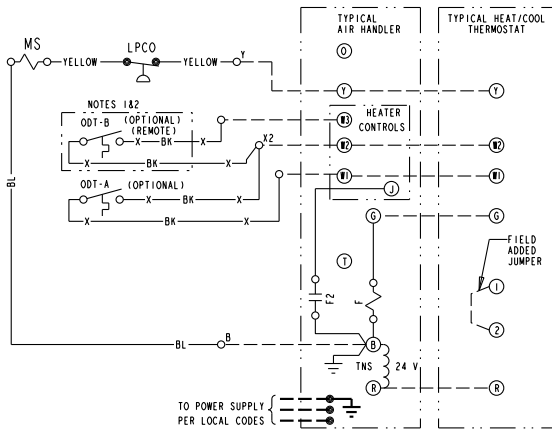 TYPICAL
AIR HANDLER
TYPICAL HEAT/COOL
THERMOSTAT
MS
LPCO
O
YELLOW
YELLOW
Y
Y
Y
NOTES 1&2
HEATER
CONTROLS
ODT-B
(OPTIONAL)
(REMOTE)
W3
X
BK
X
X2
W2
W2
X
BK
X
ODT-A
(OPTIONAL)
W1
W1
BL
X
BK
X
J
X
BK
X
G
G
FIELD
ADDED
JUMPER
T
1
F2
F
2
BL
B
B
TNS
24 V
R
R
TO POWER SUPPLY
PER LOCAL CODES